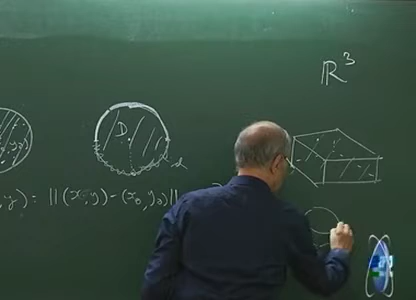 ℝ³
D
, y) = ||(x, y) - (x₀, y₀)||